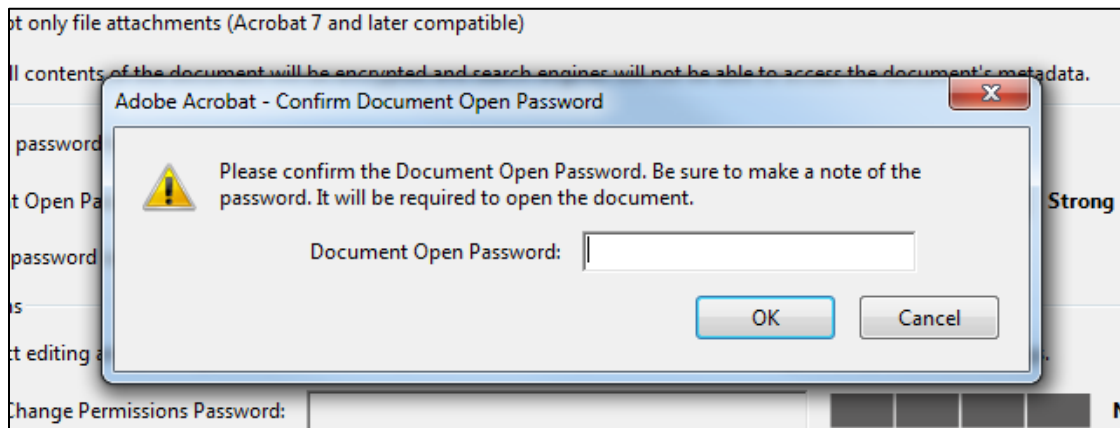 ot only file attachments (Acrobat 7 and later compatible)
ll contents of the document will be encrypted and search engines will not be able to access the document's metadata.
Adobe Acrobat - Confirm Document Open Password
password
Please confirm the Document Open Password. Be sure to make a note of the
password. It will be required to open the document.
t Open Pa
Strong
Document Open Password:
password
ns
OK
Cancel
ct editing a
Change Permissions Password:
N